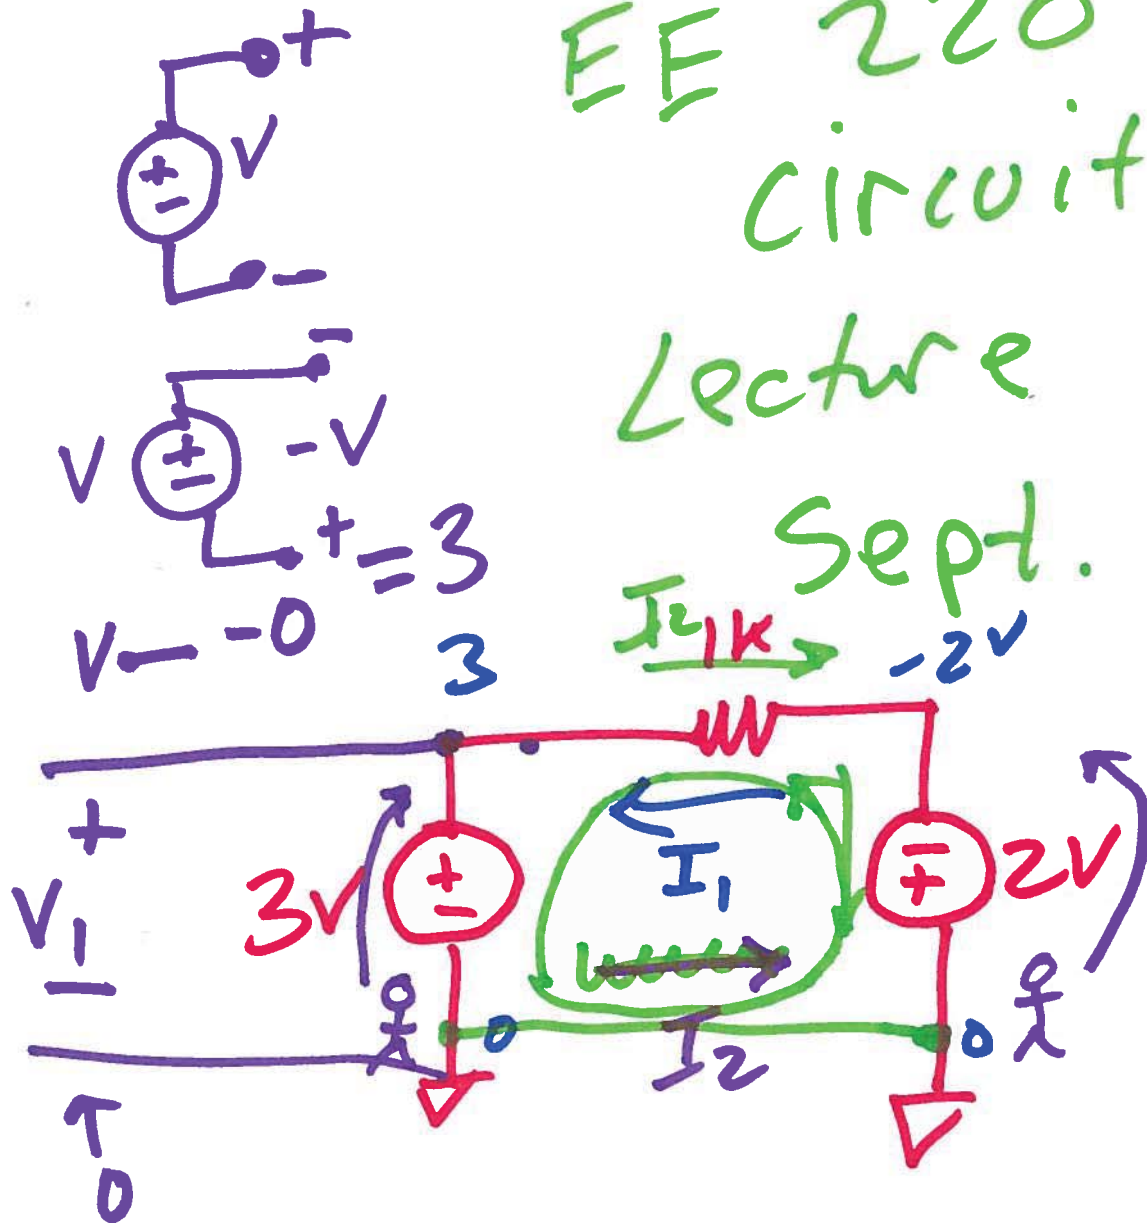 EE 220
circuit
Lecture
Sept.
+
V
+
-
-
-
V
+
-
-V
+ = 3
V - -0
3
I2
1K
-2V
+
V1
-
3V
+
-
I1
-
+
2V
0
I2
0
0